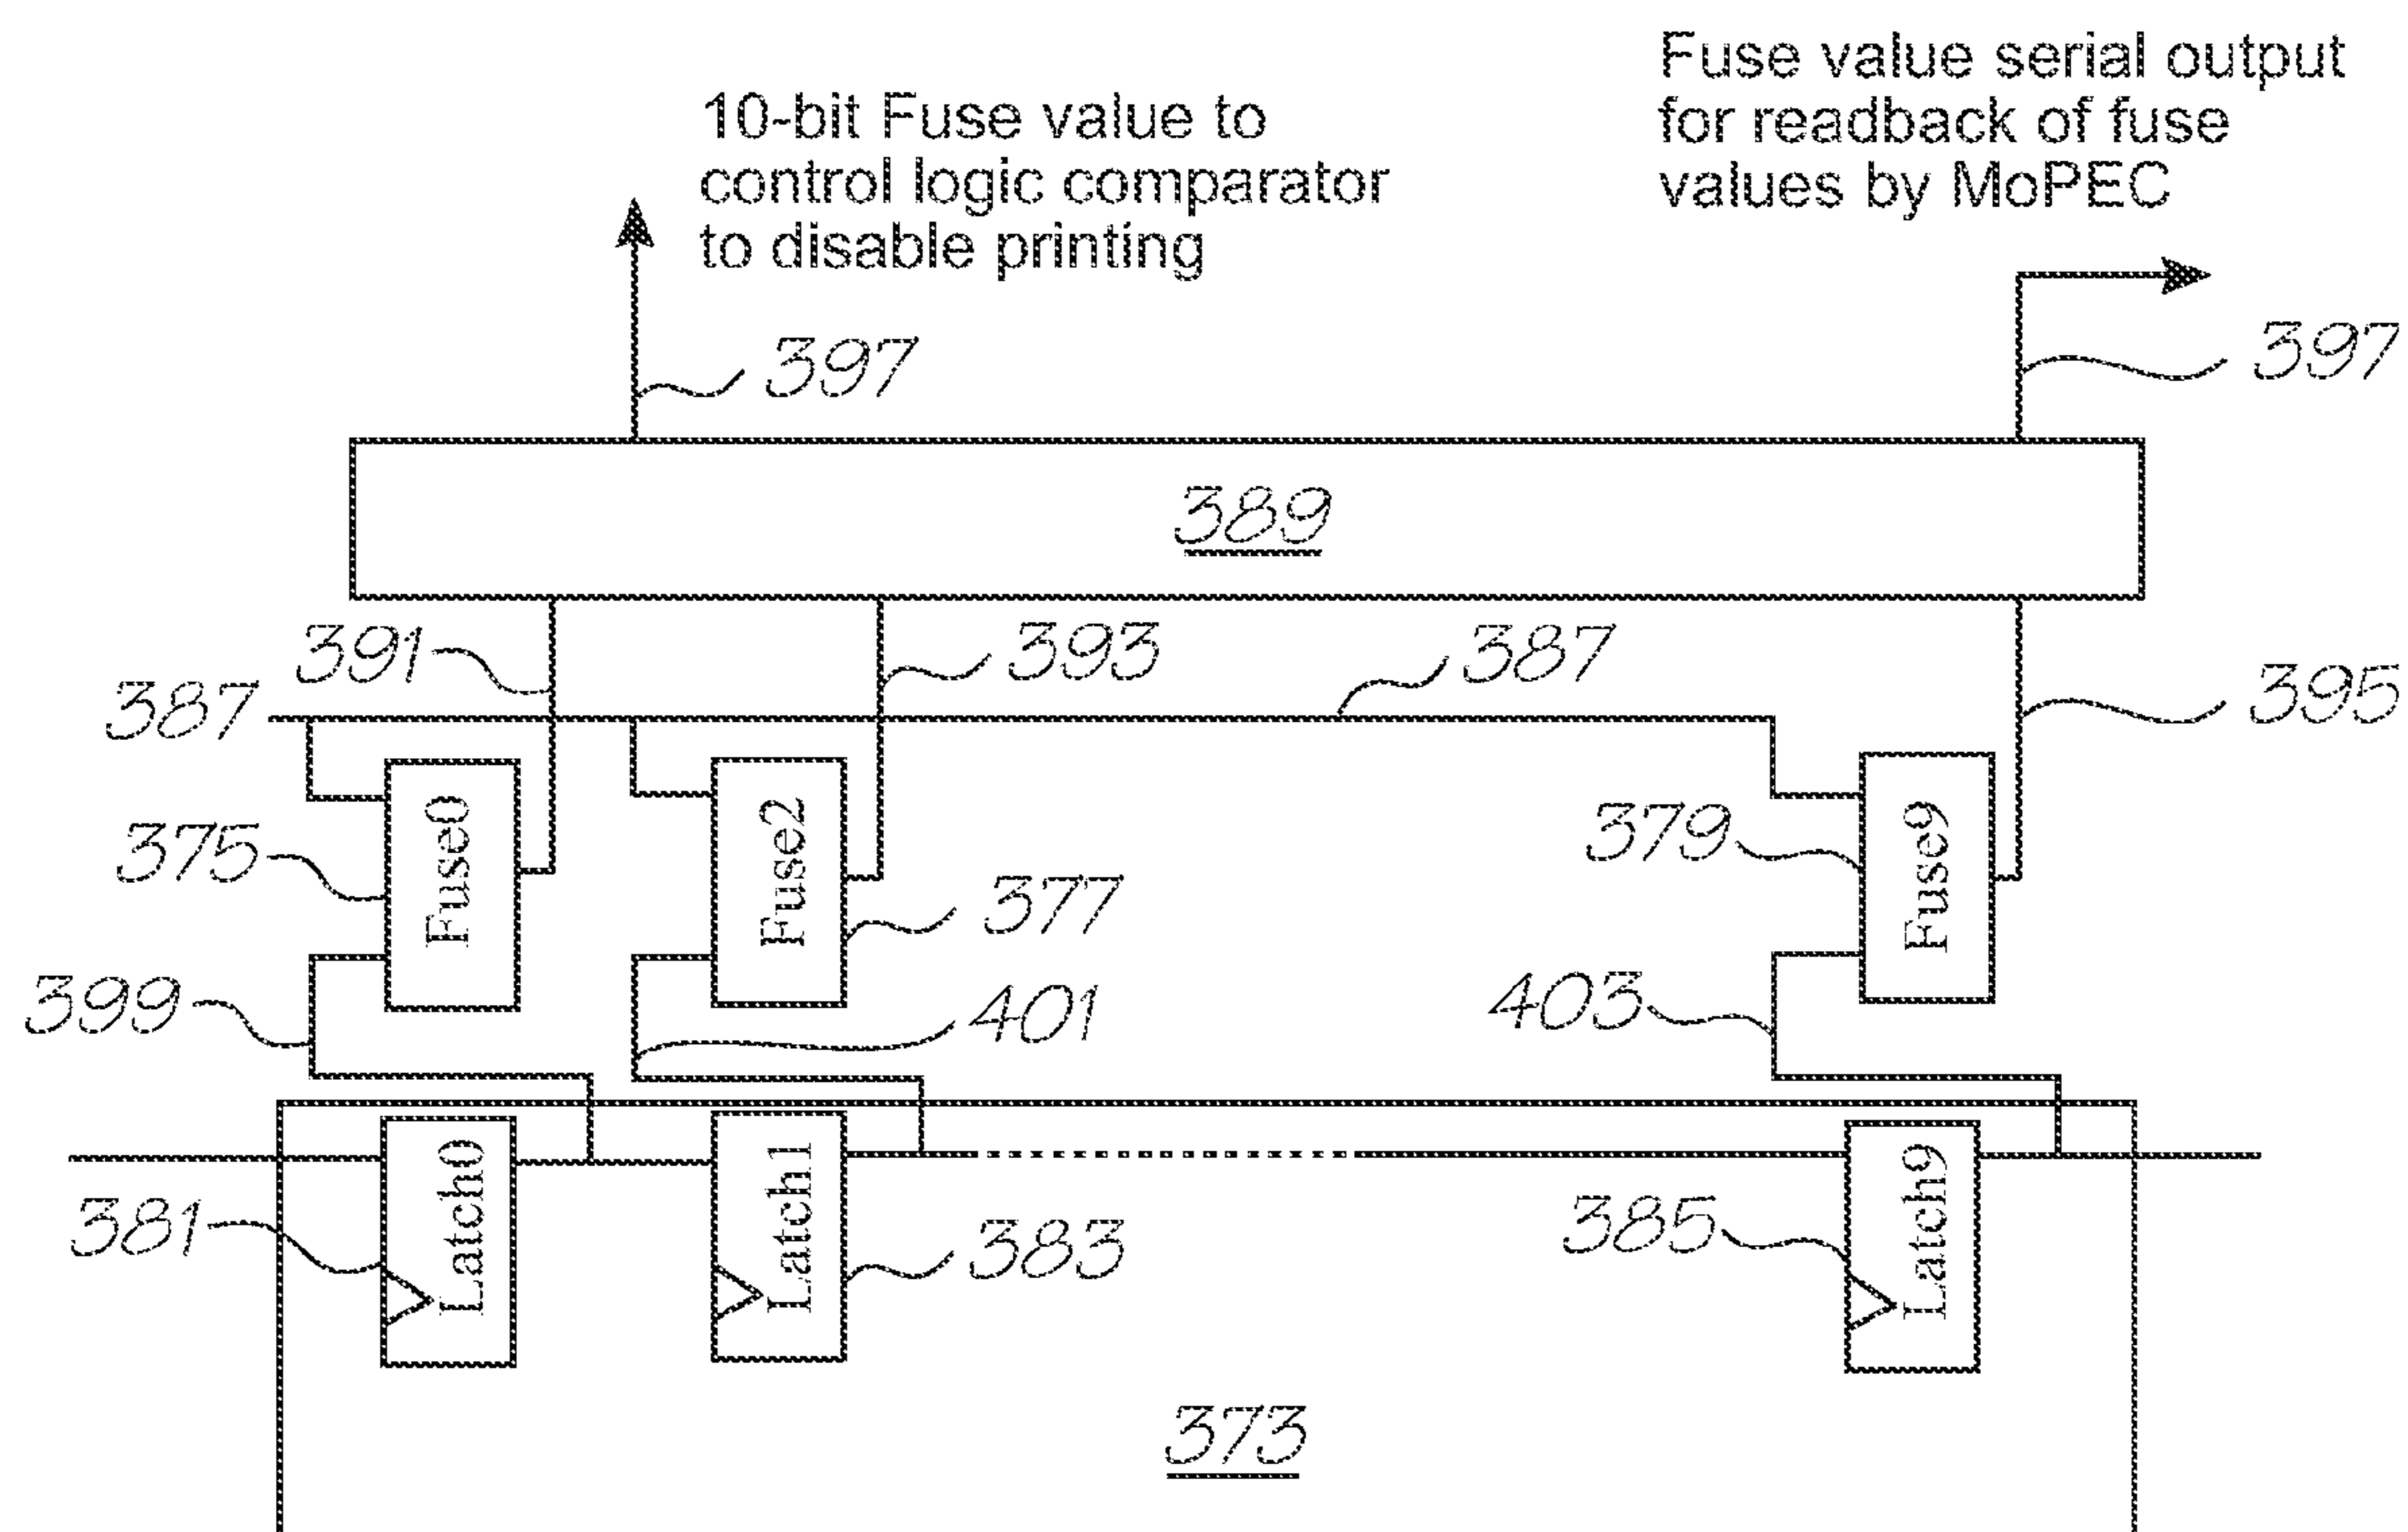 Fuse value serial output
for readback of fuse
values by MoPEC
10-bit Fuse value to
control logic comparator
to disable printing
397
397
389
391
393
387
387
395
375
Fuse0
Fuse2
377
379
Fuse9
399
401
403
381
Latch0
Latch1
383
385
Latch9
373